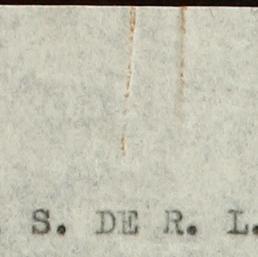 S. DE R. L.